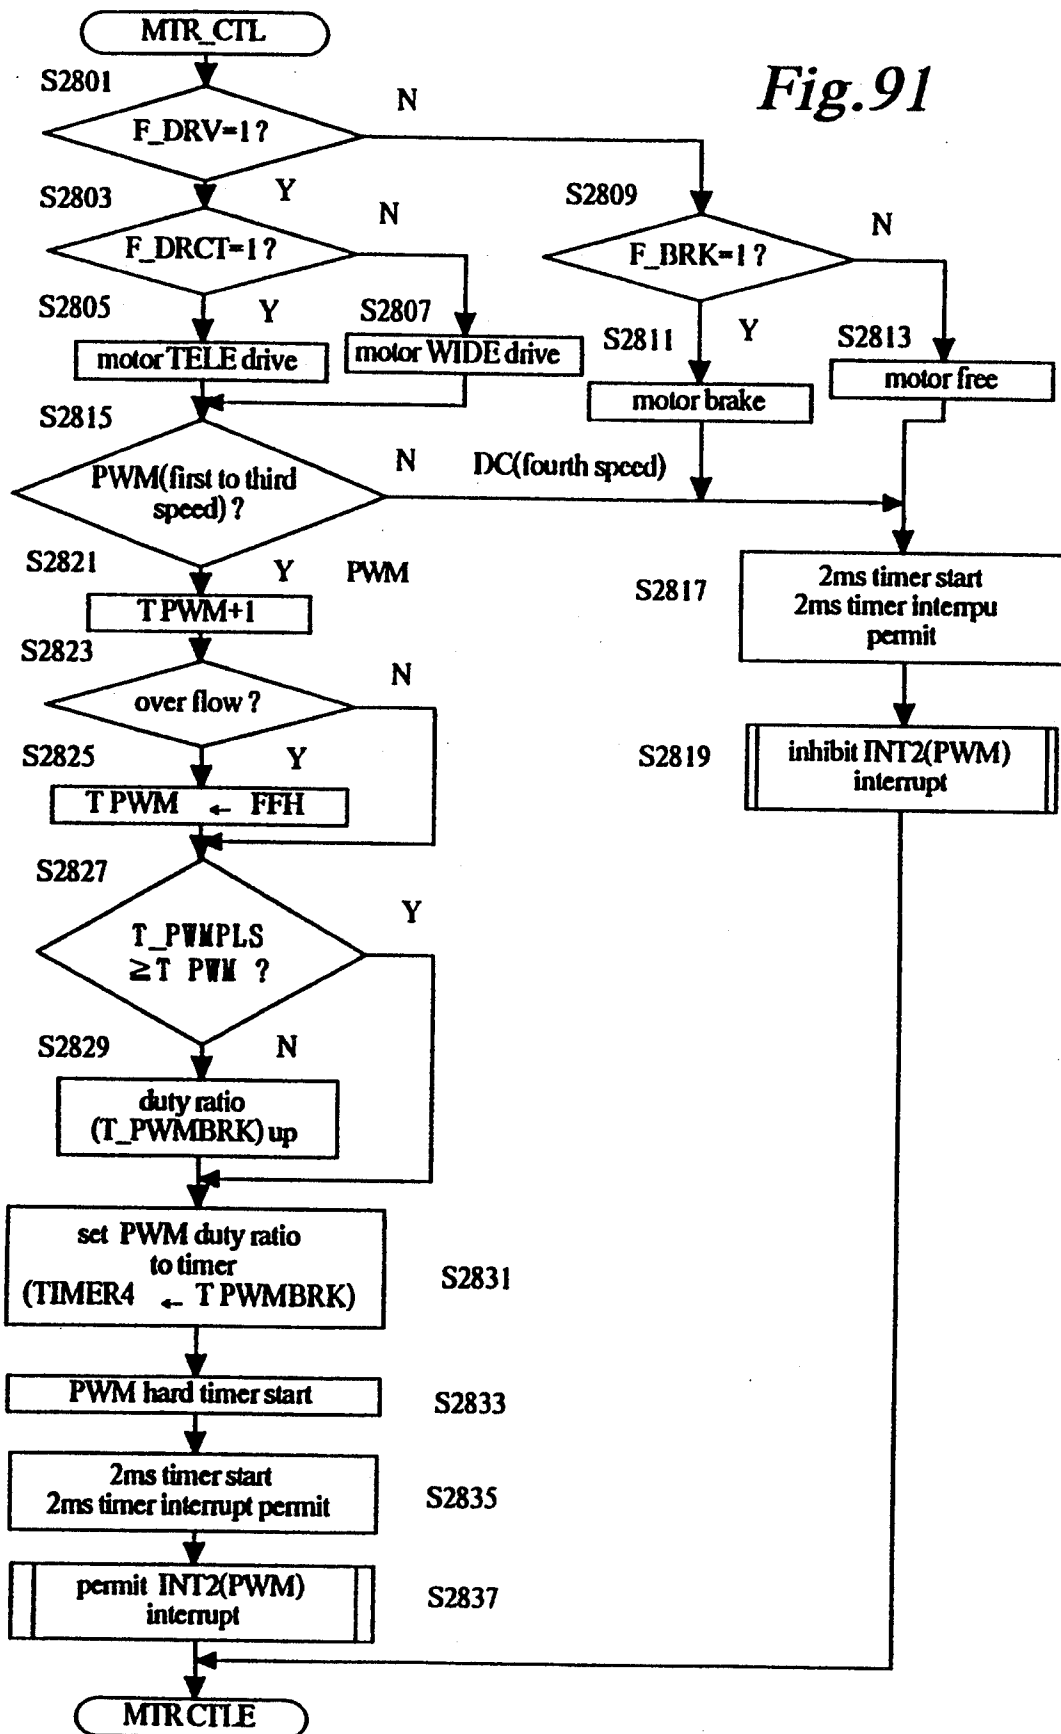 MTR_CTL
Fig.91
S2801
F_DRV=1?
N
Y
S2803
F_DRCT=1?
N
Y
S2809
F_BRK=1?
N
Y
S2805
motor TELE drive
S2807
motor WIDE drive
S2811
motor brake
S2813
motor free
S2815
PWM(first to third
speed)?
N
DC(fourth speed)
Y
PWM
S2821
T PWM+1
S2817
2ms timer start
2ms timer interrpu
permit
S2823
over flow?
N
Y
S2825
T PWM ← FFH
S2819
inhibit INT2(PWM)
interrupt
S2827
T_PWMPLS
≧T PWM ?
Y
N
S2829
duty ratio
(T_PWMBRK) up
set PWM duty ratio
to timer
(TIMER4 ← T PWMBRK)
S2831
PWM hard timer start
S2833
2ms timer start
2ms timer interrupt permit
S2835
permit INT2(PWM)
interrupt
S2837
MTR CTLE